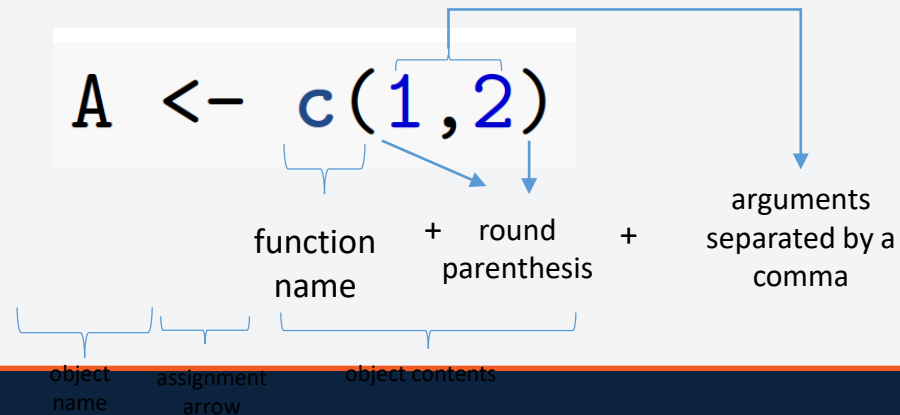 A <- c(1,2)
function
name
+
round
parenthesis
+
arguments
separated by a
comma
object
name
assignment
arrow
object contents